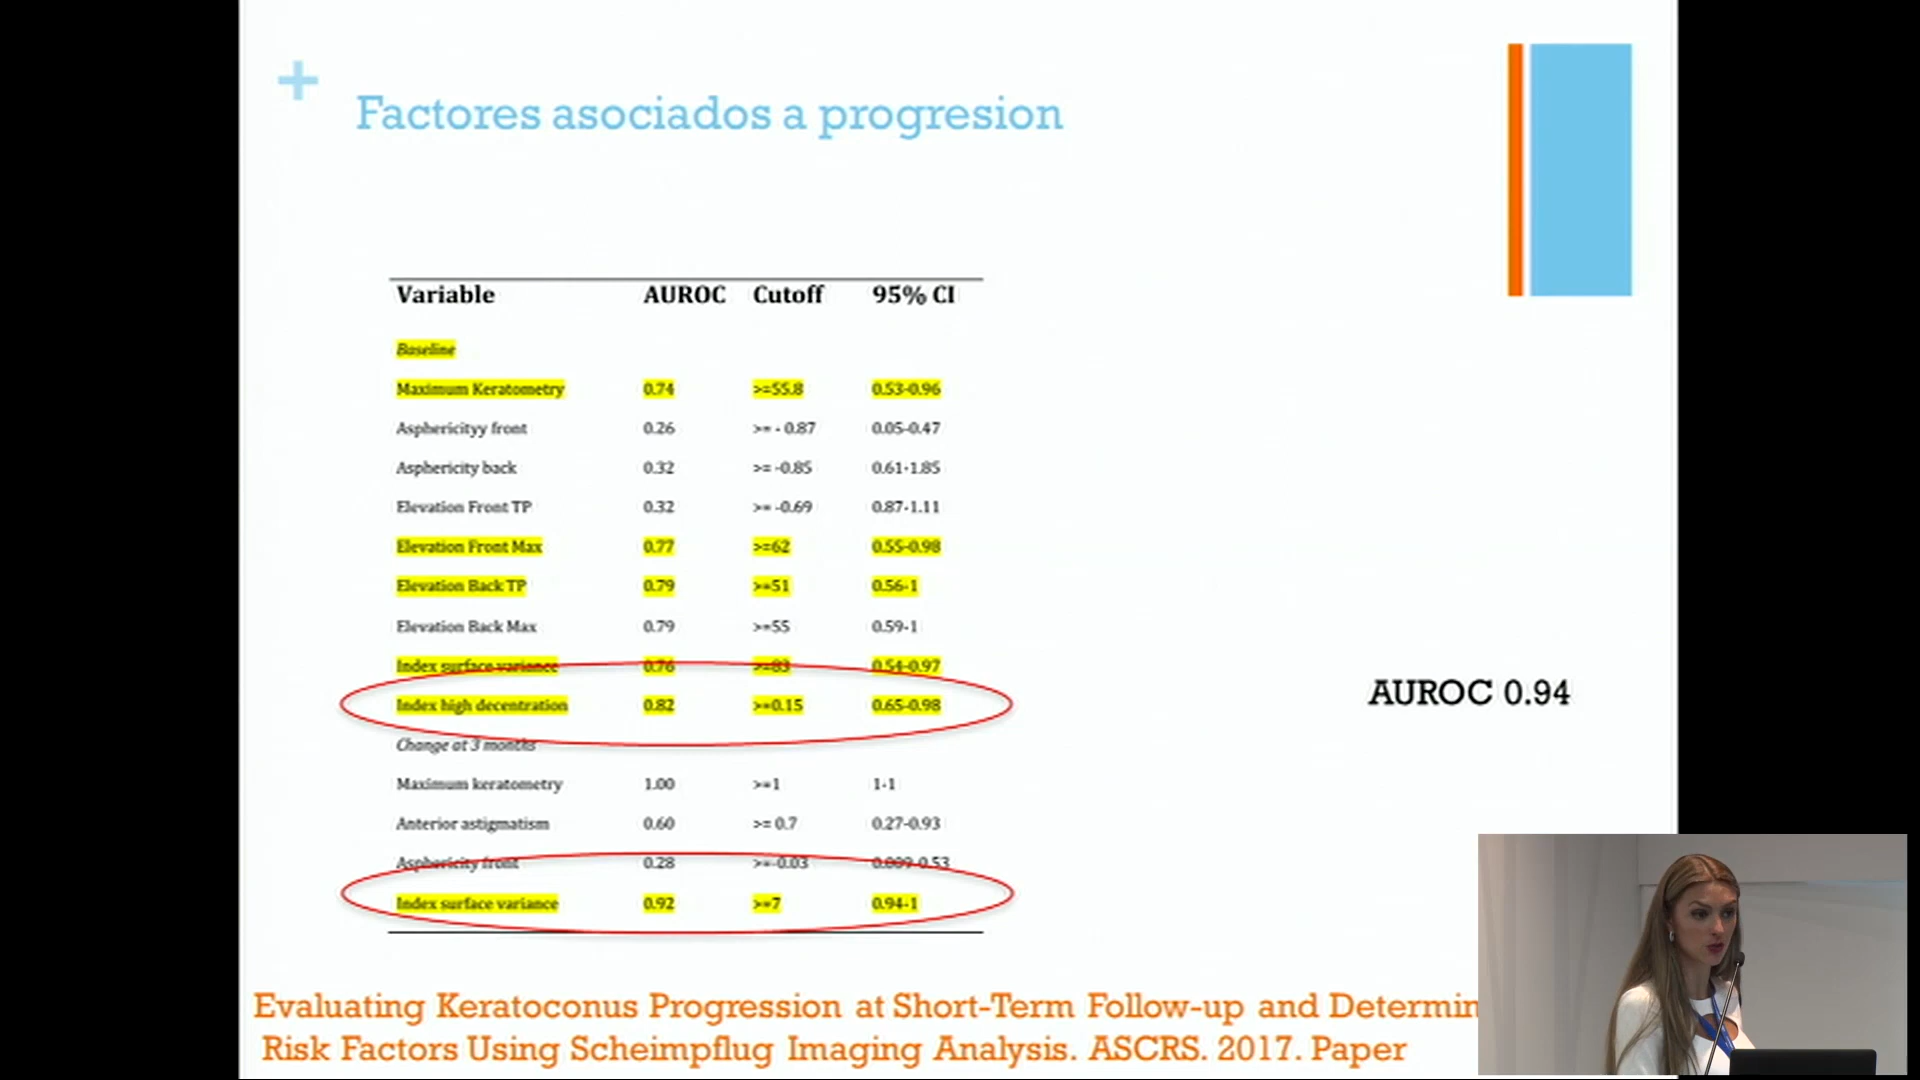 +
Factores asociados a progresion
Variable AUROC Cutoff 95% CI
Baseline
Maximum Keratometry 0.74 >=55.8 0.53-0.96
Asphericityy front 0.26 >= - 0.87 0.05-0.47
Asphericity back 0.32 >= -0.85 0.61-1.85
Elevation Front TP 0.32 >= -0.69 0.87-1.11
Elevation Front Max 0.77 >=62 0.55-0.98
Elevation Back TP 0.79 >=51 0.56-1
Elevation Back Max 0.79 >=55 0.59-1
Index surface variance 0.76 >=83 0.54-0.97
Index high decentration 0.82 >=0.15 0.65-0.98
Change at 3 months
Maximum keratometry 1.00 >=1 1-1
Anterior astigmatism 0.60 >= 0.7 0.27-0.93
Asphericity front 0.28 >=-0.03 0.009-0.53
Index surface variance 0.92 >=7 0.94-1
AUROC 0.94
Evaluating Keratoconus Progression at Short-Term Follow-up and Determin
Risk Factors Using Scheimpflug Imaging Analysis. ASCRS. 2017. Paper